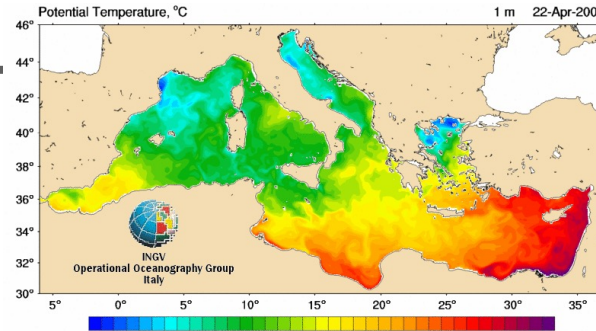 Potential Temperature, °C 1 m 22-Apr-200
46°
44°
42°
40°
38°
36°
34°
32°
30°
INGV
Operational Oceanography Group
Italy
5° 0° 5° 10° 15° 20° 25° 30° 35°